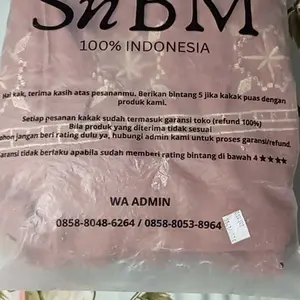 SnBM
100% INDONESIA
Hai kak, terima kasih atas pesananmu. Berikan bintang 5 jika kakak puas dengan
produk kami.
Setiap pesanan kakak sudah termasuk garansi toko (refund 100%)
Bila produk yang diterima tidak sesuai
mohon jangan beri rating dulu ya, hubungi admin kami untuk proses garansi/refund.
Garansi tidak berlaku apabila sudah memberi rating bintang di bawah 4 ★★★★
WA ADMIN
0858-8048-6264 / 0858-8053-8964